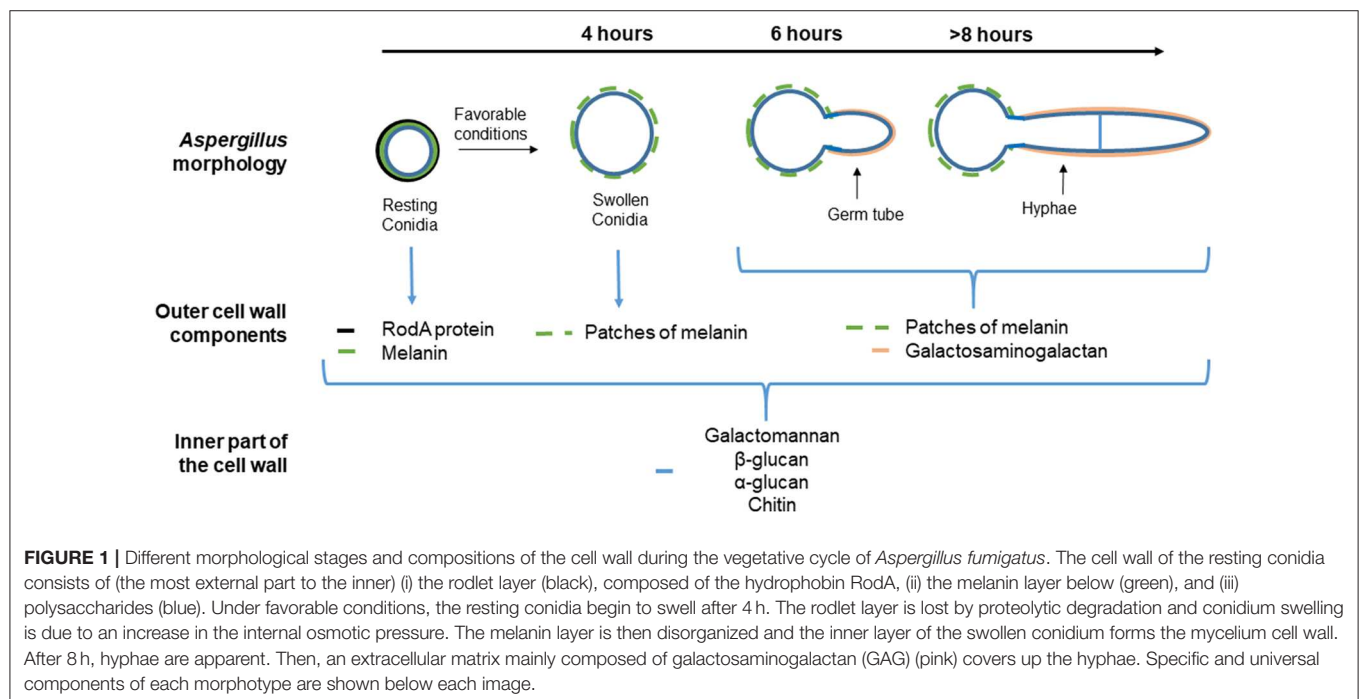 4 hours 6 hours >8 hours
Favorable
conditions
Aspergillus
morphology
Resting
Conidia
Swollen
Conidia
Germ tube
Hyphae
Outer cell wall
components
RodA protein
Melanin
Patches of melanin
Patches of melanin
Galactosaminogalactan
Inner part of
the cell wall
Galactomannan
β-glucan
α-glucan
Chitin
FIGURE 1 | Different morphological stages and compositions of the cell wall during the vegetative cycle of Aspergillus fumigatus. The cell wall of the resting conidia
consists of (the most external part to the inner) (i) the rodlet layer (black), composed of the hydrophobin RodA, (ii) the melanin layer below (green), and (iii)
polysaccharides (blue). Under favorable conditions, the resting conidia begin to swell after 4 h. The rodlet layer is lost by proteolytic degradation and conidium swelling
is due to an increase in the internal osmotic pressure. The melanin layer is then disorganized and the inner layer of the swollen conidium forms the mycelium cell wall.
After 8 h, hyphae are apparent. Then, an extracellular matrix mainly composed of galactosaminogalactan (GAG) (pink) covers up the hyphae. Specific and universal
components of each morphotype are shown below each image.